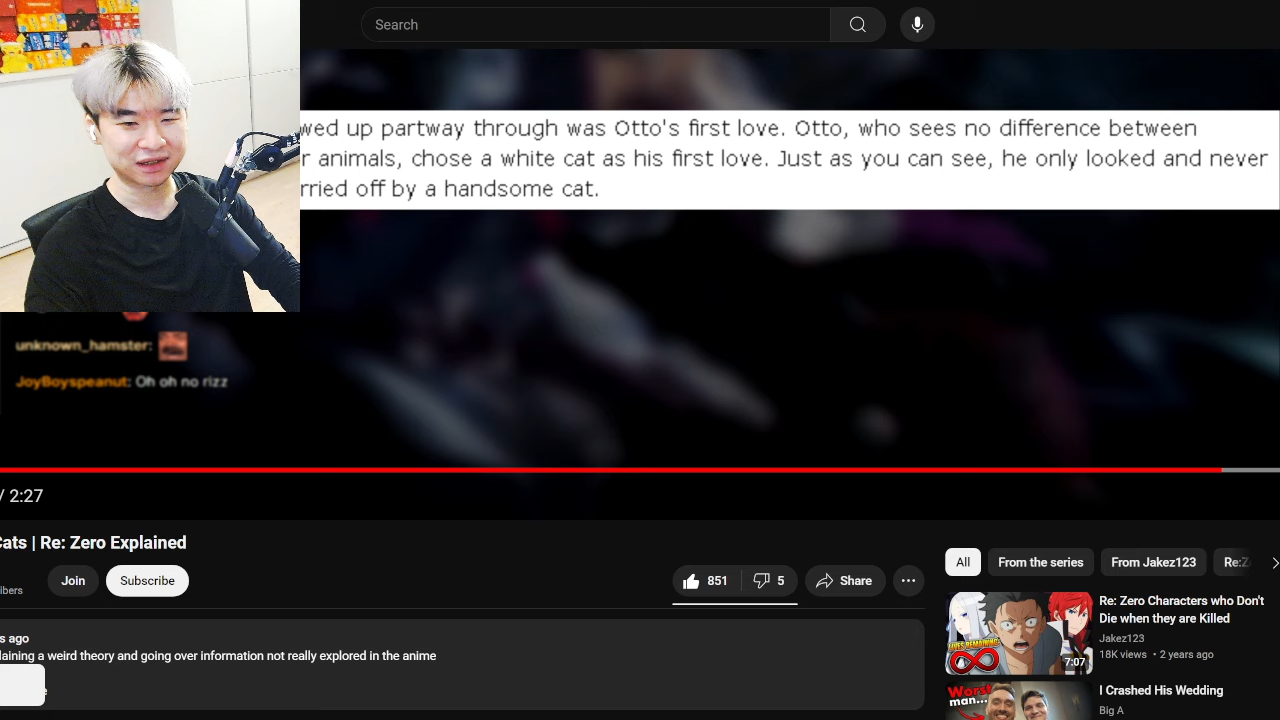 Search
wed up partway through was Otto's first love. Otto, who sees no difference between
r animals, chose a white cat as his first love. Just as you can see, he only looked and never
rried off by a handsome cat.
unknown_hamster:
JoyBoyspeanut: Oh oh no rizz
/ 2:27
Cats | Re: Zero Explained
ibers
Join
Subscribe
851
5
Share
s ago
laining a weird theory and going over information not really explored in the anime
e
All
From the series
From Jakez123
Re:Z
LIVES REMAINING:
7:07
Re: Zero Characters who Don't
Die when they are Killed
Jakez123
18K views • 2 years ago
Worst
man...
I Crashed His Wedding
Big A